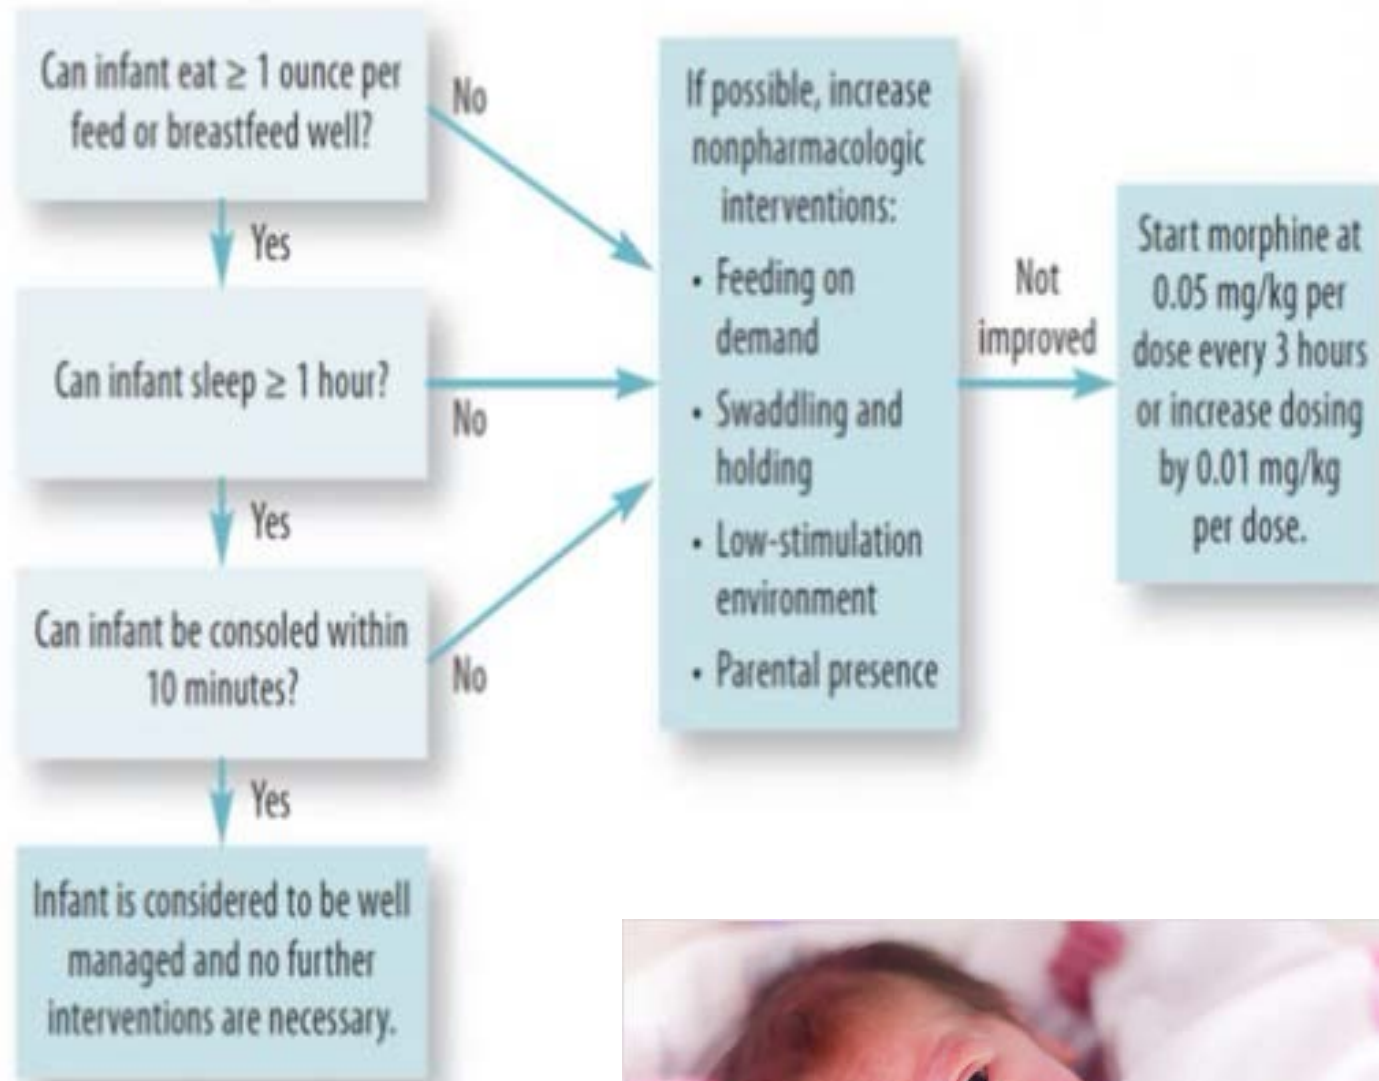 Can infant eat ≥ 1 ounce per
feed or breastfeed well?
No
Yes
Can infant sleep ≥ 1 hour?
No
Yes
Can infant be consoled within
10 minutes?
No
Yes
Infant is considered to be well
managed and no further
interventions are necessary.
If possible, increase
nonpharmacologic
interventions:
• Feeding on
demand
• Swaddling and
holding
• Low-stimulation
environment
• Parental presence
Not
improved
Start morphine at
0.05 mg/kg per
dose every 3 hours
or increase dosing
by 0.01 mg/kg
per dose.